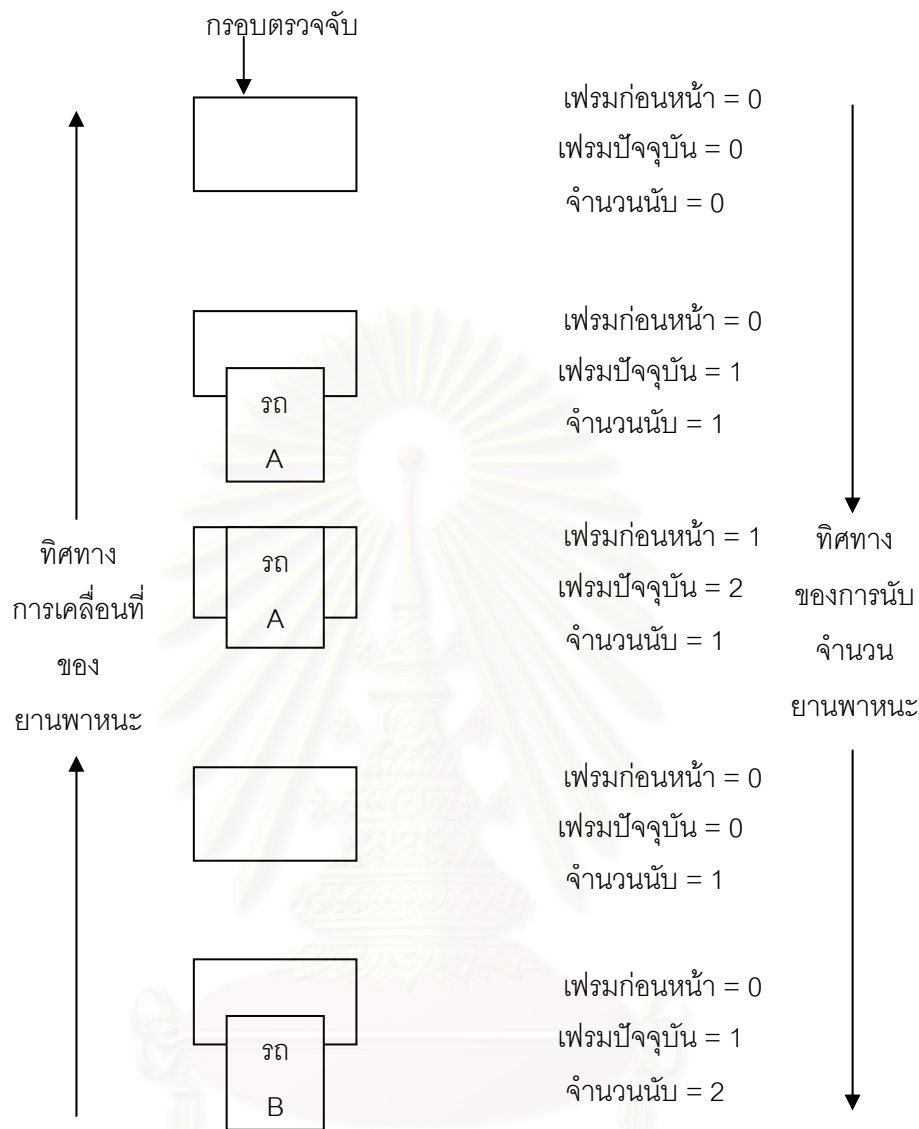 กรอบตรวจจับ
เฟรมก่อนหน้า = 0
เฟรมปัจจุบัน = 0
จำนวนนับ = 0
เฟรมก่อนหน้า = 0
เฟรมปัจจุบัน = 1
จำนวนนับ = 1
รถ
A
เฟรมก่อนหน้า = 1
เฟรมปัจจุบัน = 2
จำนวนนับ = 1
รถ
A
ทิศทาง
การเคลื่อนที่
ของ
ยานพาหนะ
ทิศทาง
ของการนับ
จำนวน
ยานพาหนะ
เฟรมก่อนหน้า = 0
เฟรมปัจจุบัน = 0
จำนวนนับ = 1
เฟรมก่อนหน้า = 0
เฟรมปัจจุบัน = 1
จำนวนนับ = 2
รถ
B